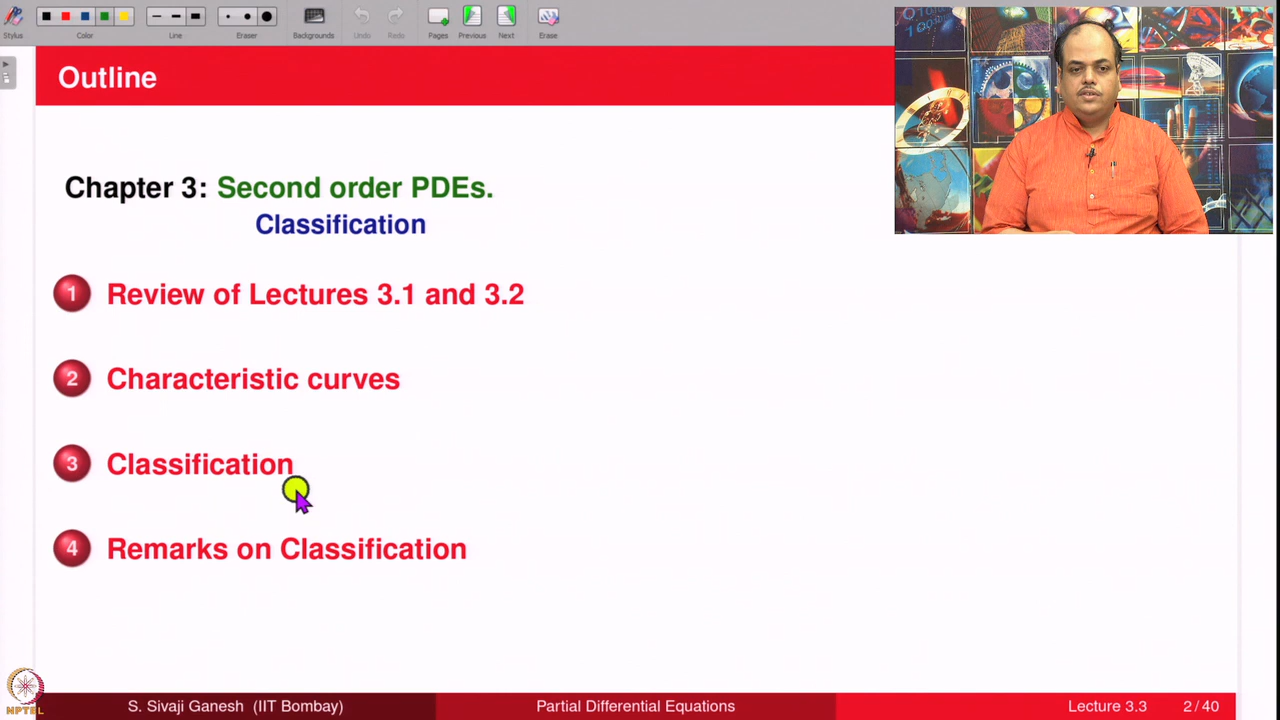 Stylus
Color
Line
Eraser
Backgrounds
Undo
Redo
Pages
Previous
Next
Erase
Outline
Chapter 3: Second order PDEs.
Classification
1 Review of Lectures 3.1 and 3.2
2 Characteristic curves
3 Classification
4 Remarks on Classification
NPTEL
S. Sivaji Ganesh (IIT Bombay) Partial Differential Equations Lecture 3.3 2 / 40